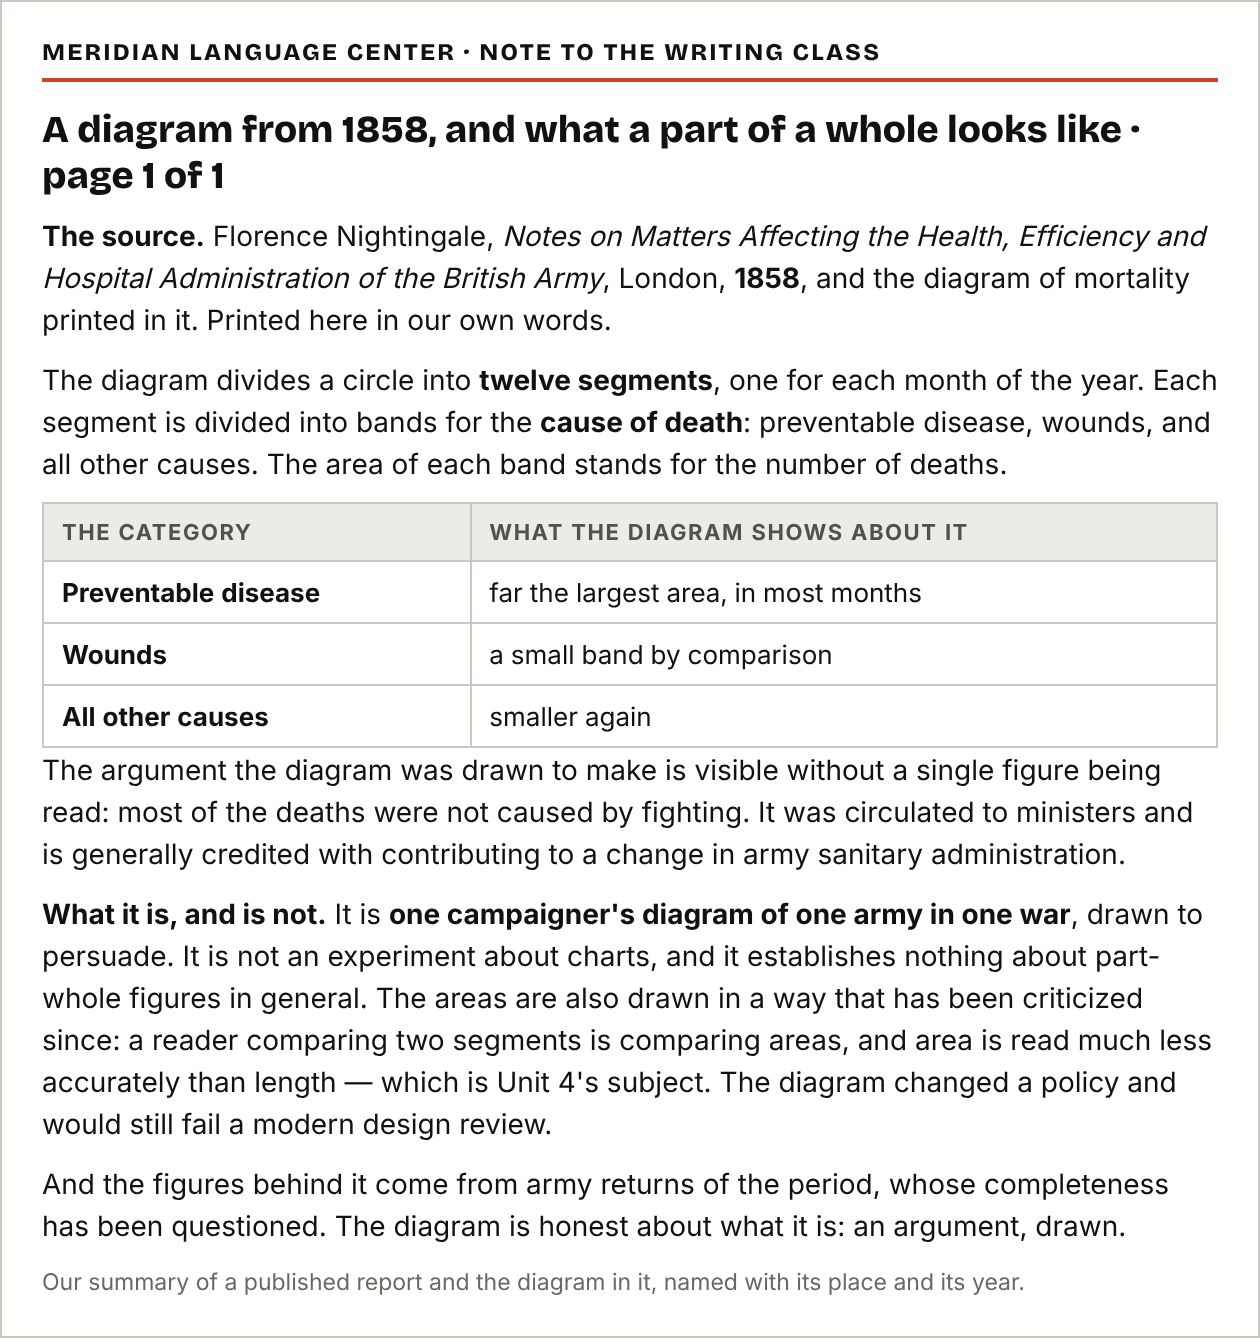 MERIDIAN LANGUAGE CENTER · NOTE TO THE WRITING CLASS
A diagram from 1858, and what a part of a whole looks like ·
page 1 of 1
The source. Florence Nightingale, Notes on Matters Affecting the Health, Efficiency and
Hospital Administration of the British Army, London, 1858, and the diagram of mortality
printed in it. Printed here in our own words.
The diagram divides a circle into twelve segments, one for each month of the year. Each
segment is divided into bands for the cause of death: preventable disease, wounds, and
all other causes. The area of each band stands for the number of deaths.
THE CATEGORY WHAT THE DIAGRAM SHOWS ABOUT IT
Preventable disease far the largest area, in most months
Wounds a small band by comparison
All other causes smaller again
The argument the diagram was drawn to make is visible without a single figure being
read: most of the deaths were not caused by fighting. It was circulated to ministers and
is generally credited with contributing to a change in army sanitary administration.
What it is, and is not. It is one campaigner's diagram of one army in one war, drawn to
persuade. It is not an experiment about charts, and it establishes nothing about part-
whole figures in general. The areas are also drawn in a way that has been criticized
since: a reader comparing two segments is comparing areas, and area is read much less
accurately than length — which is Unit 4's subject. The diagram changed a policy and
would still fail a modern design review.
And the figures behind it come from army returns of the period, whose completeness
has been questioned. The diagram is honest about what it is: an argument, drawn.
Our summary of a published report and the diagram in it, named with its place and its year.